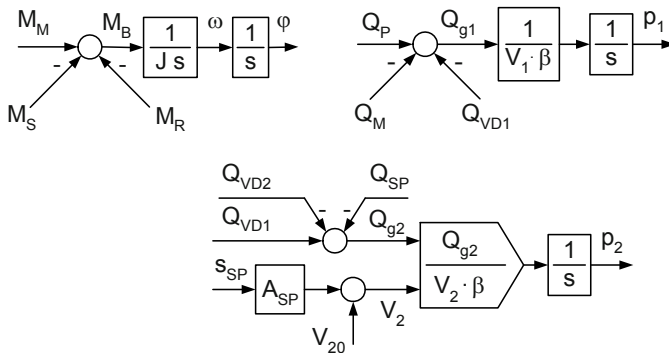 M_M
M_B
1
J s
ω
1
s
φ
-
-
M_S
M_R
Q_P
Q_g1
1
V_1 · β
1
s
p_1
-
-
Q_M
Q_VD1
Q_VD2
Q_SP
-
-
Q_VD1
Q_g2
Q_g2
V_2 · β
1
s
p_2
s_SP
A_SP
V_2
V_20